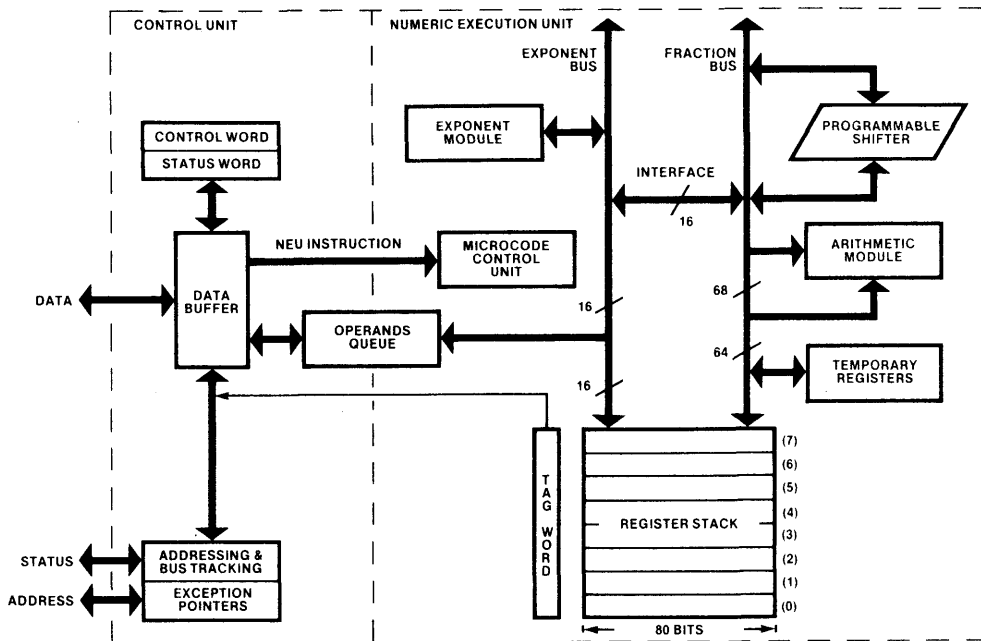 CONTROL UNIT
NUMERIC EXECUTION UNIT
EXPONENT
BUS
FRACTION
BUS
CONTROL WORD
STATUS WORD
EXPONENT
MODULE
PROGRAMMABLE
SHIFTER
INTERFACE
16
NEU INSTRUCTION
MICROCODE
CONTROL
UNIT
ARITHMETIC
MODULE
DATA
DATA
BUFFER
16
68
OPERANDS
QUEUE
64
TEMPORARY
REGISTERS
16
TAG WORD
REGISTER STACK
(7)
(6)
(5)
(4)
(3)
(2)
(1)
(0)
STATUS
ADDRESSING &
BUS TRACKING
ADDRESS
EXCEPTION
POINTERS
80 BITS